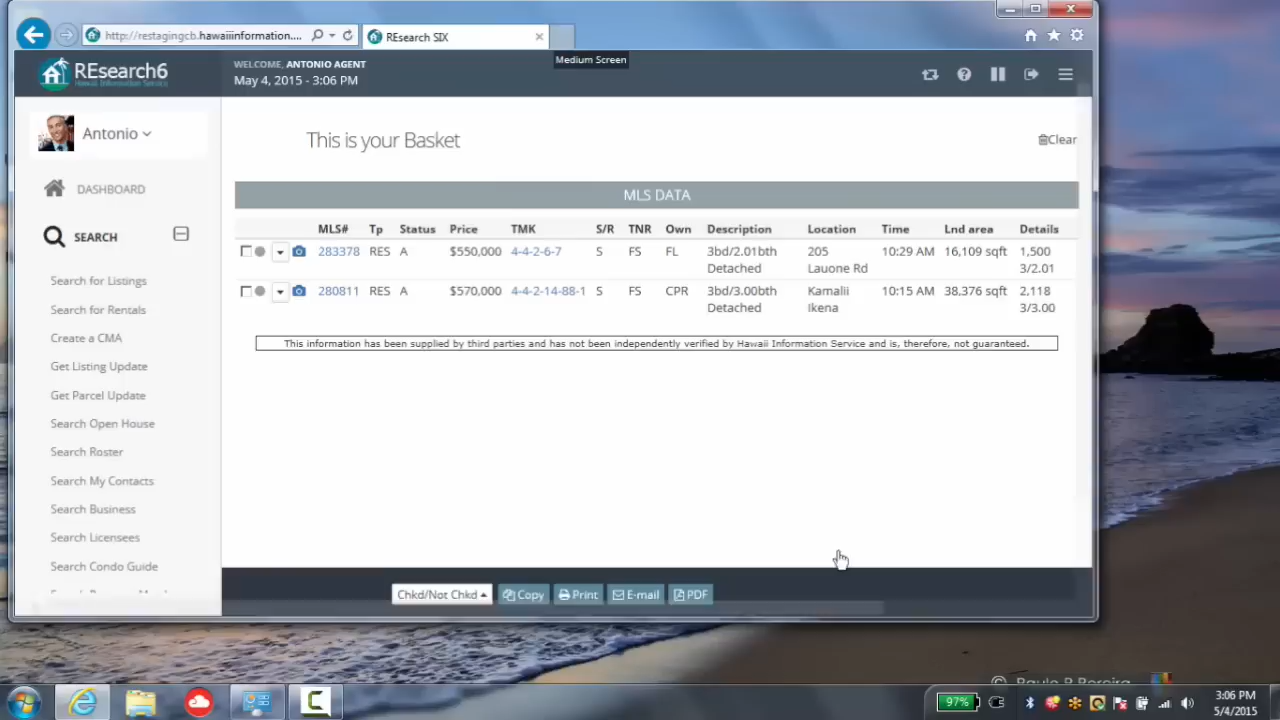 http://restagingcb.hawaiiinformation....
REsearch SIX
Medium Screen
REsearch6
Hawaii Information Service
WELCOME, ANTONIO AGENT
May 4, 2015 - 3:06 PM
Antonio
This is your Basket
Clear
DASHBOARD
SEARCH
Search for Listings
Search for Rentals
Create a CMA
Get Listing Update
Get Parcel Update
Search Open House
Search Roster
Search My Contacts
Search Business
Search Licensees
Search Condo Guide
MLS DATA
MLS# Tp Status Price TMK S/R TNR Own Description Location Time Lnd area Details
283378 RES A $550,000 4-4-2-6-7 S FS FL 3bd/2.01bth 205 10:29 AM 16,109 sqft 1,500
Detached Lauone Rd 3/2.01
280811 RES A $570,000 4-4-2-14-88-1 S FS CPR 3bd/3.00bth Kamalii 10:15 AM 38,376 sqft 2,118
Detached Ikena 3/3.00
This information has been supplied by third parties and has not been independently verified by Hawaii Information Service and is, therefore, not guaranteed.
Chkd/Not Chkd Copy Print E-mail PDF
97%
3:06 PM
5/4/2015